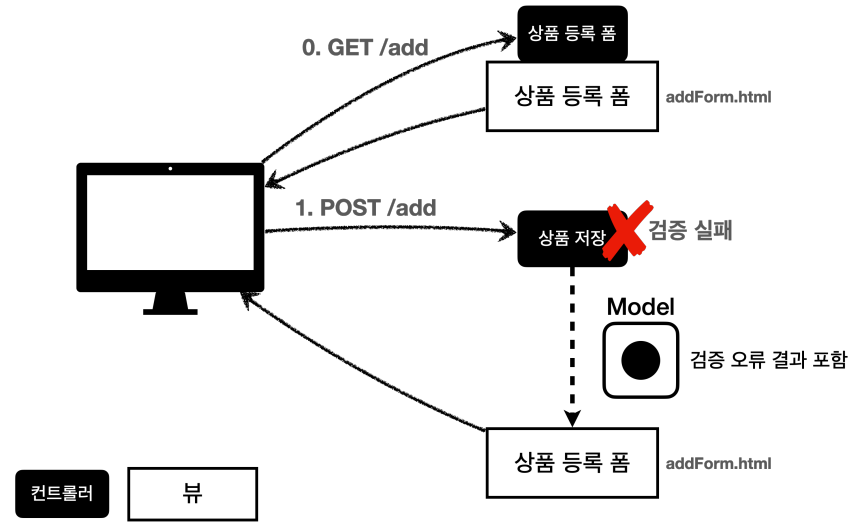 상품 등록 폼
0. GET /add
상품 등록 폼
addForm.html
1. POST /add
상품 저장
검증 실패
Model
검증 오류 결과 포함
상품 등록 폼
addForm.html
컨트롤러
뷰